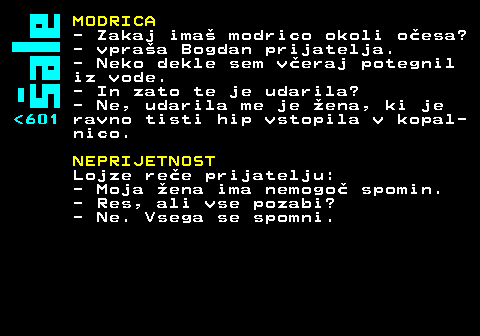 šale
<601
MODRICA
- Zakaj imaš modrico okoli očesa?
- vpraša Bogdan prijatelja.
- Neko dekle sem včeraj potegnil
iz vode.
- In zato te je udarila?
- Ne, udarila me je žena, ki je
ravno tisti hip vstopila v kopal-
nico.
NEPRIJETNOST
Lojze reče prijatelju:
- Moja žena ima nemogoč spomin.
- Res, ali vse pozabi?
- Ne. Vsega se spomni.